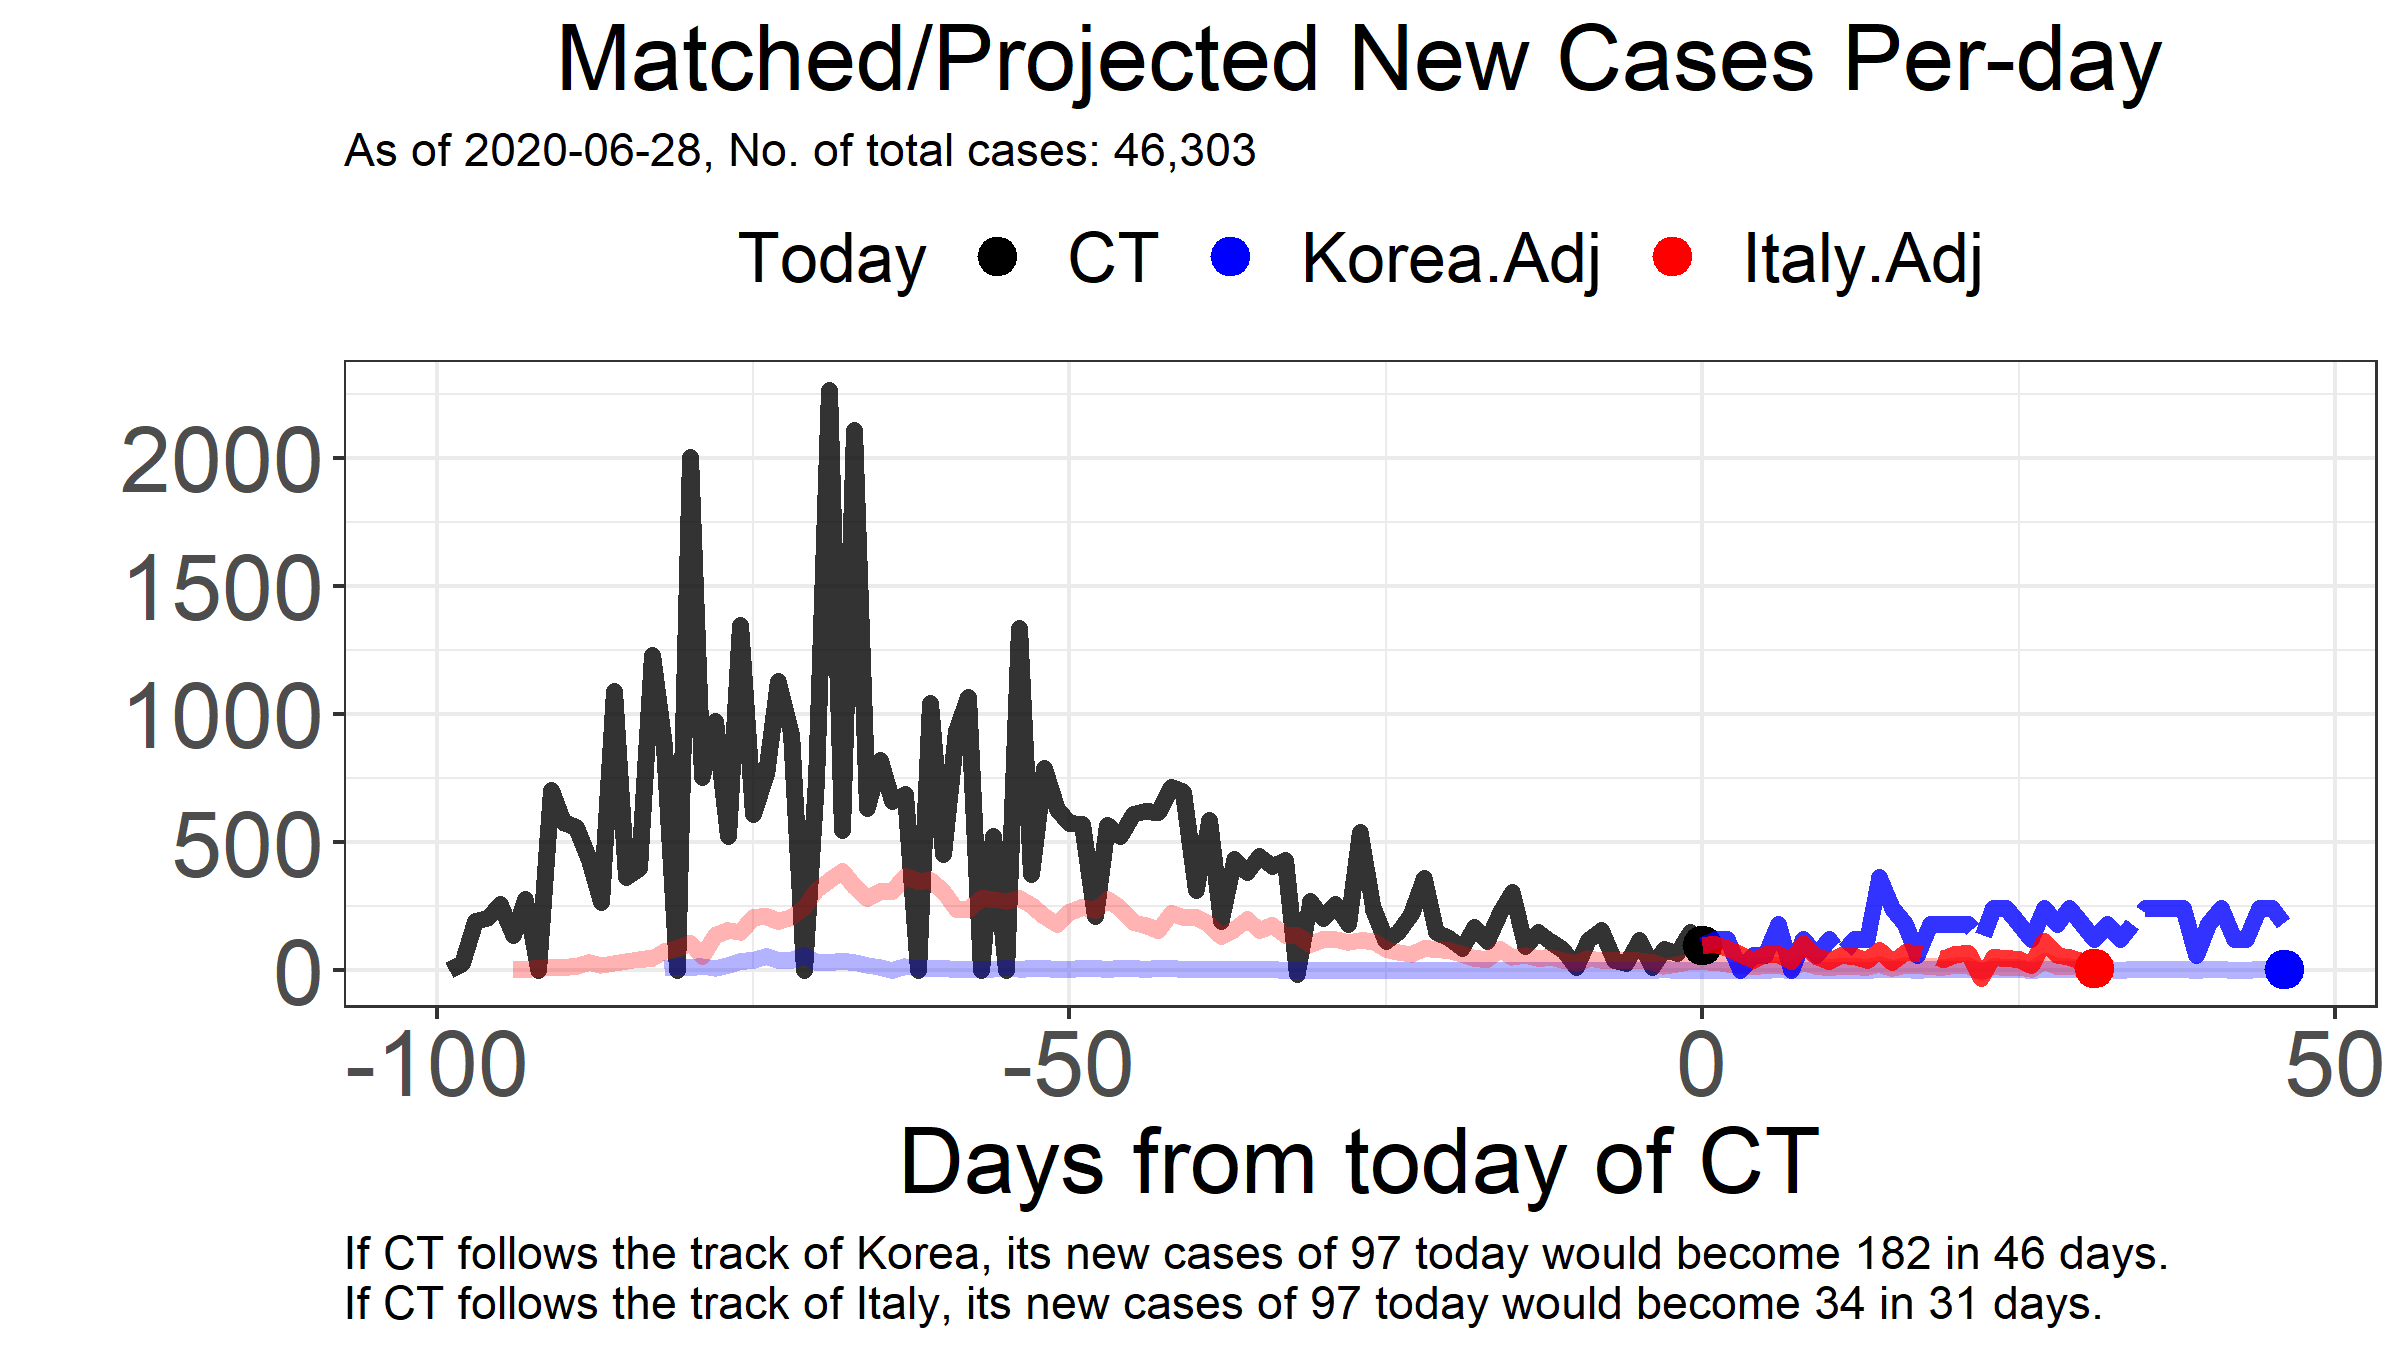 Matched/Projected New Cases Per-day
As of 2020-06-28, No. of total cases: 46,303
Today CT Korea.Adj Italy.Adj
2000
1500
1000
500
0
-100 -50 0 50
Days from today of CT
If CT follows the track of Korea, its new cases of 97 today would become 182 in 46 days.
If CT follows the track of Italy, its new cases of 97 today would become 34 in 31 days.